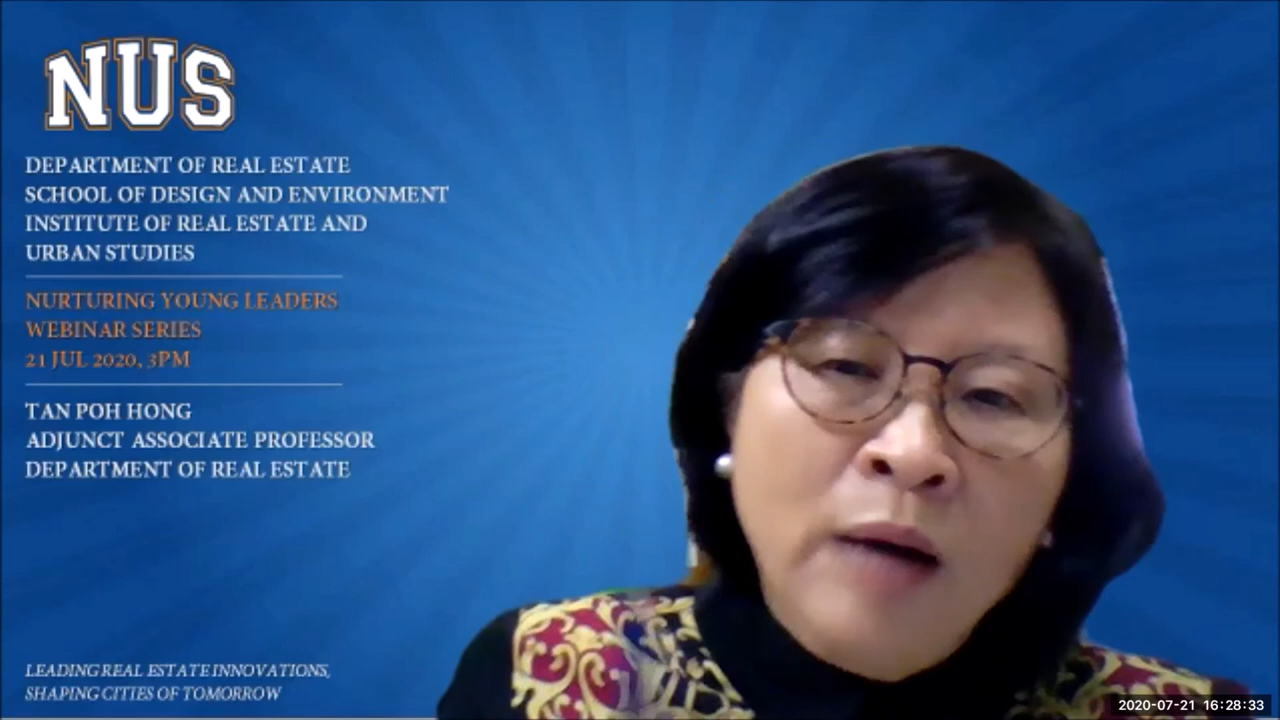 NUS
DEPARTMENT OF REAL ESTATE
SCHOOL OF DESIGN AND ENVIRONMENT
INSTITUTE OF REAL ESTATE AND
URBAN STUDIES
NURTURING YOUNG LEADERS
WEBINAR SERIES
21 JUL 2020, 3PM
TAN POH HONG
ADJUNCT ASSOCIATE PROFESSOR
DEPARTMENT OF REAL ESTATE
LEADING REAL ESTATE INNOVATIONS,
SHAPING CITIES OF TOMORROW
2020-07-21 16:28:33